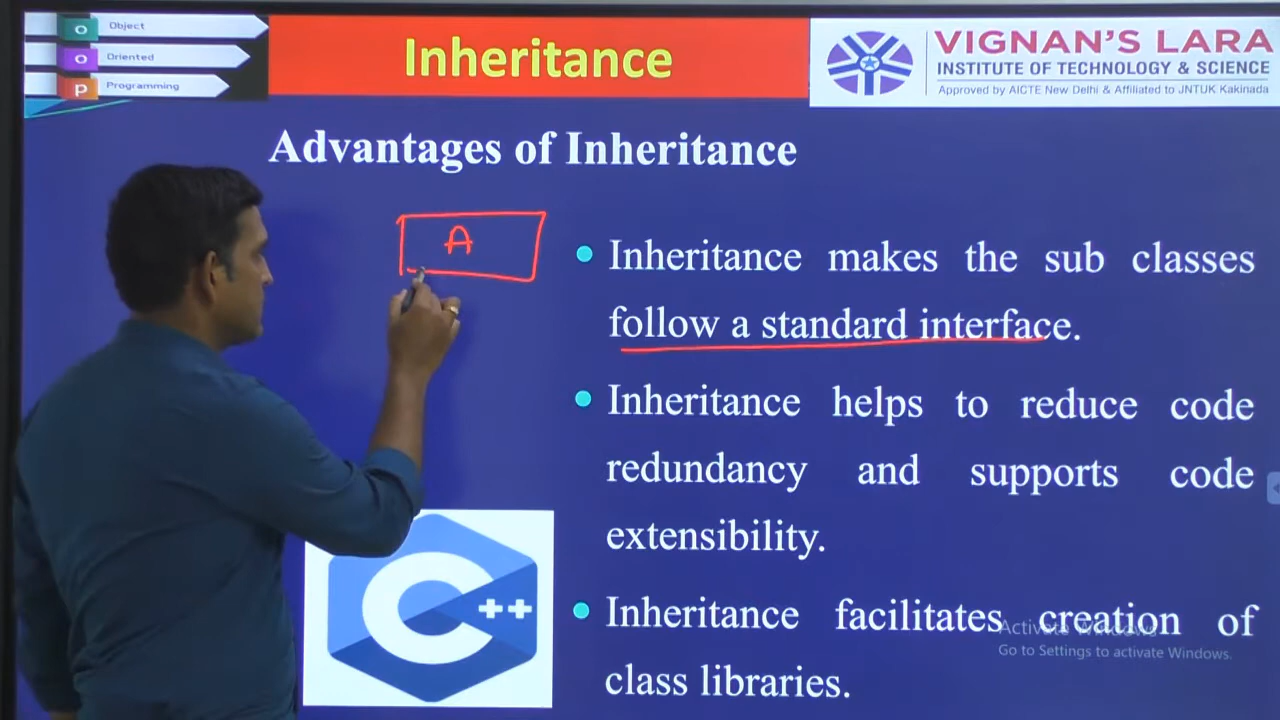 O Object
O Oriented
P Programming
Inheritance
VIGNAN'S LARA
INSTITUTE OF TECHNOLOGY & SCIENCE
Approved by AICTE New Delhi & Affiliated to JNTUK Kakinada
Advantages of Inheritance
A
Inheritance makes the sub classes
follow a standard interface.
Inheritance helps to reduce code
redundancy and supports code
extensibility.
C++
Inheritance facilitates creation of
class libraries.
Activate Windows
Go to Settings to activate Windows.